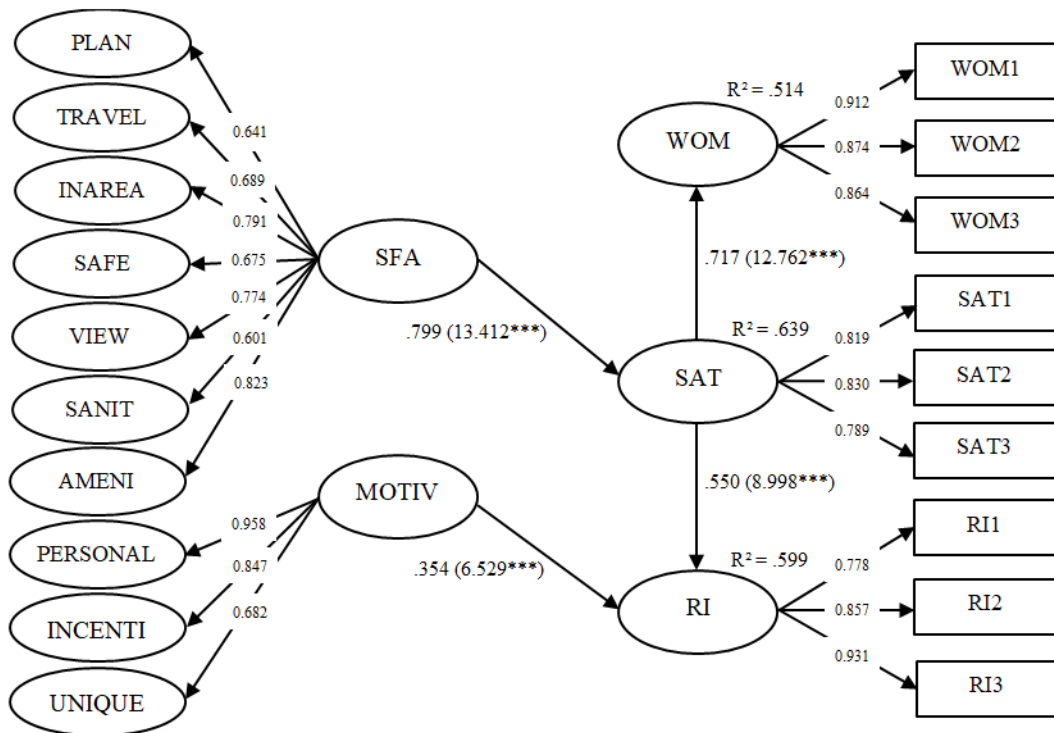 PLAN
TRAVEL
INAREA
SAFE
VIEW
SANIT
AMENI
PERSONAL
INCENTI
UNIQUE
0.641
0.689
0.791
0.675
0.774
0.601
0.823
0.958
0.847
0.682
SFA
MOTIV
.799 (13.412***)
.354 (6.529***)
R² = .514
WOM
.717 (12.762***)
R² = .639
SAT
.550 (8.998***)
R² = .599
RI
0.912
0.874
0.864
0.819
0.830
0.789
0.778
0.857
0.931
WOM1
WOM2
WOM3
SAT1
SAT2
SAT3
RI1
RI2
RI3